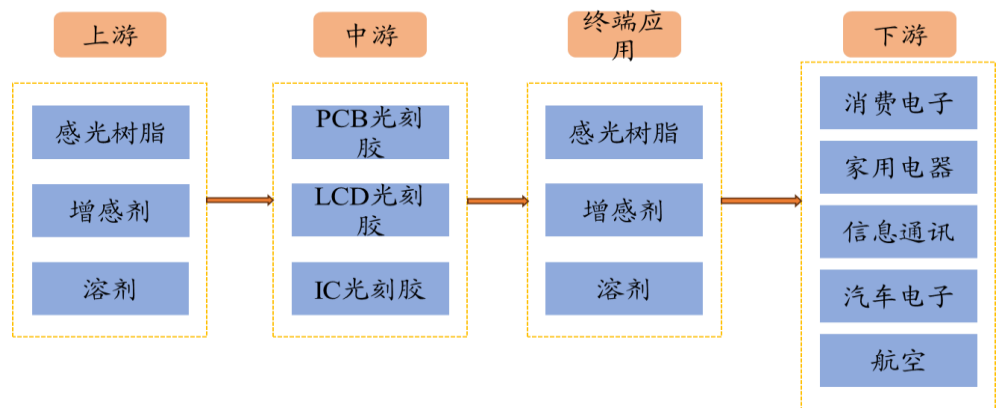 上游
感光树脂
增感剂
溶剂
中游
PCB光刻
胶
LCD光刻
胶
IC光刻胶
终端应
用
感光树脂
增感剂
溶剂
下游
消费电子
家用电器
信息通讯
汽车电子
航空